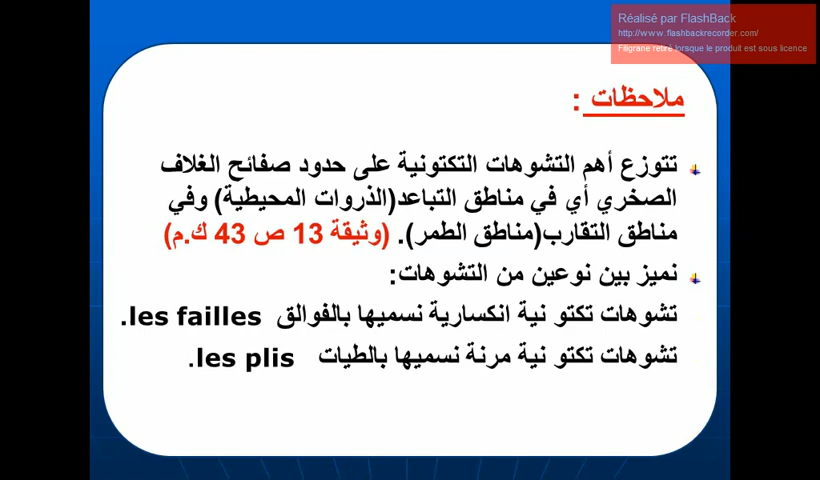 Réalisé par FlashBack
http://www.flashbackrecorder.com/
Filigrane retiré lorsque le produit est sous licence
ملاحظات :
تتوزع أهم التشوهات التكتونية على حدود صفائح الغلاف
الصخري أي في مناطق التباعد(الذروات المحيطية) وفي
مناطق التقارب(مناطق الطمر). (وثيقة 13 ص 43 ك.م)
نميز بين نوعين من التشوهات:
تشوهات تكتو نية انكسارية نسميها بالفوالق les failles.
تشوهات تكتو نية مرنة نسميها بالطيات les plis.